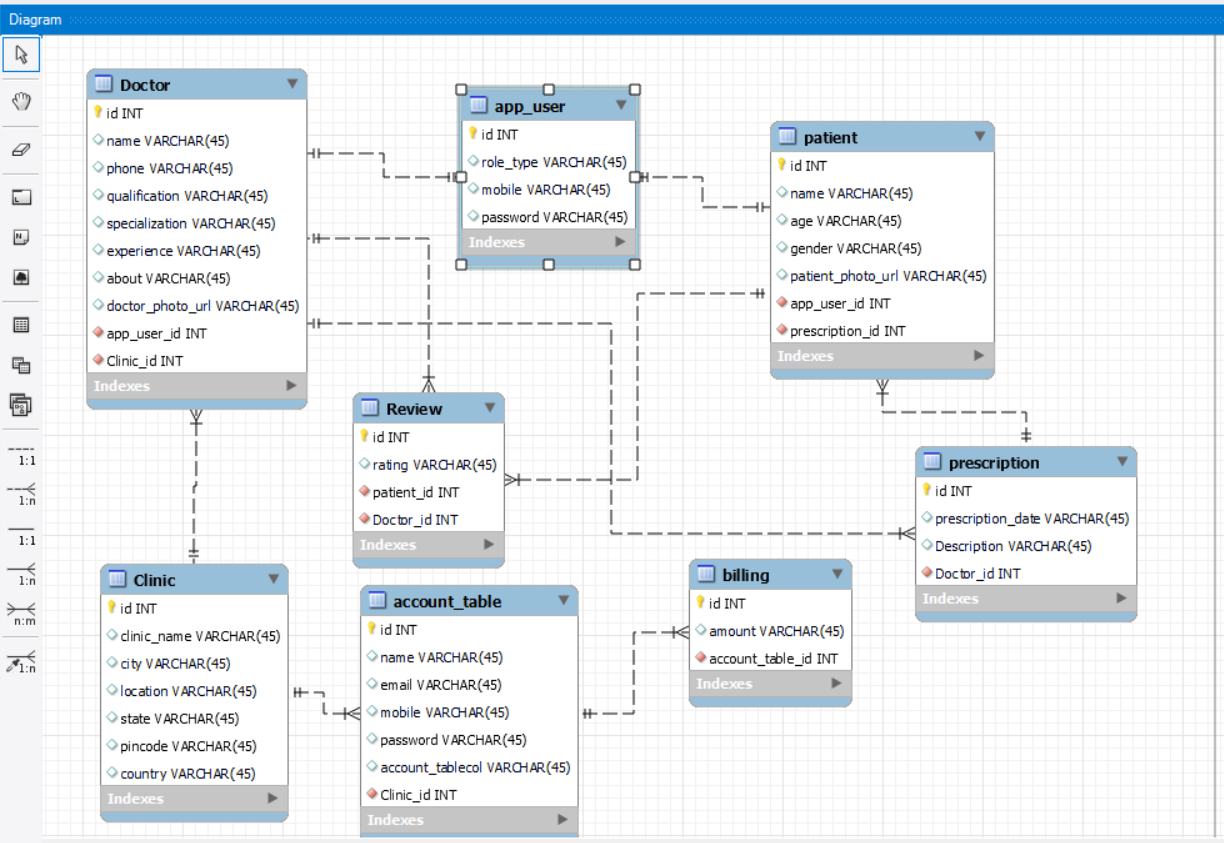 Diagram
Doctor
id INT
name VARCHAR(45)
phone VARCHAR(45)
qualification VARCHAR(45)
specialization VARCHAR(45)
experience VARCHAR(45)
about VARCHAR(45)
doctor_photo_url VARCHAR(45)
app_user_id INT
Clinic_id INT
Indexes
app_user
id INT
role_type VARCHAR(45)
mobile VARCHAR(45)
password VARCHAR(45)
Indexes
patient
id INT
name VARCHAR(45)
age VARCHAR(45)
gender VARCHAR(45)
patient_photo_url VARCHAR(45)
app_user_id INT
prescription_id INT
Indexes
Review
id INT
rating VARCHAR(45)
patient_id INT
Doctor_id INT
Indexes
prescription
id INT
prescription_date VARCHAR(45)
Description VARCHAR(45)
Doctor_id INT
Indexes
Clinic
id INT
clinic_name VARCHAR(45)
city VARCHAR(45)
location VARCHAR(45)
state VARCHAR(45)
pincode VARCHAR(45)
country VARCHAR(45)
Indexes
account_table
id INT
name VARCHAR(45)
email VARCHAR(45)
mobile VARCHAR(45)
password VARCHAR(45)
account_tablecol VARCHAR(45)
Clinic_id INT
Indexes
billing
id INT
amount VARCHAR(45)
account_table_id INT
Indexes
1:1
1:n
1:1
1:n
n:m
1:n